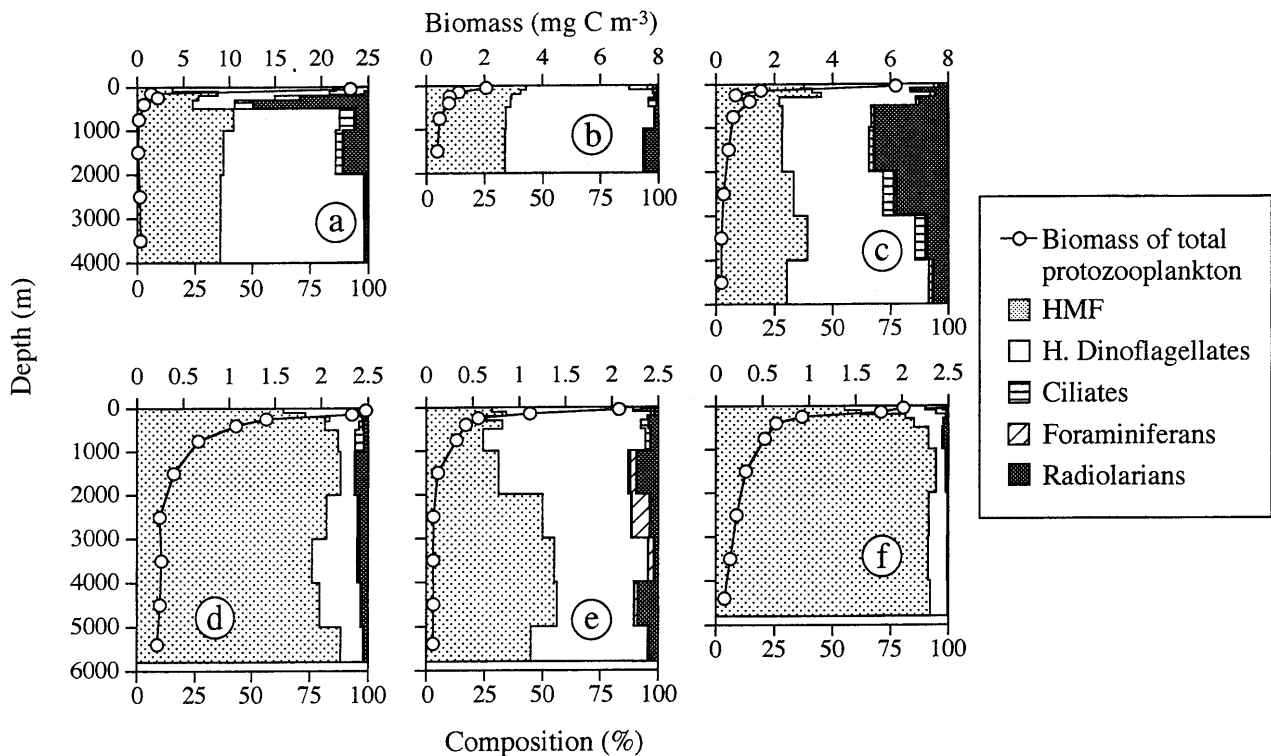 Biomass (mg C m-3)
0 5 10 15 20 25
0 2 4 6 8
0 2 4 6 8
0
1000
2000
3000
4000
a
b
c
0 25 50 75 100
0 25 50 75 100
0 25 50 75 100
Depth (m)
0 0.5 1 1.5 2 2.5
0 0.5 1 1.5 2 2.5
0 0.5 1 1.5 2 2.5
0
1000
2000
3000
4000
5000
6000
d
e
f
0 25 50 75 100
0 25 50 75 100
0 25 50 75 100
Composition (%)
Biomass of total
protozooplankton
HMF
H. Dinoflagellates
Ciliates
Foraminiferans
Radiolarians